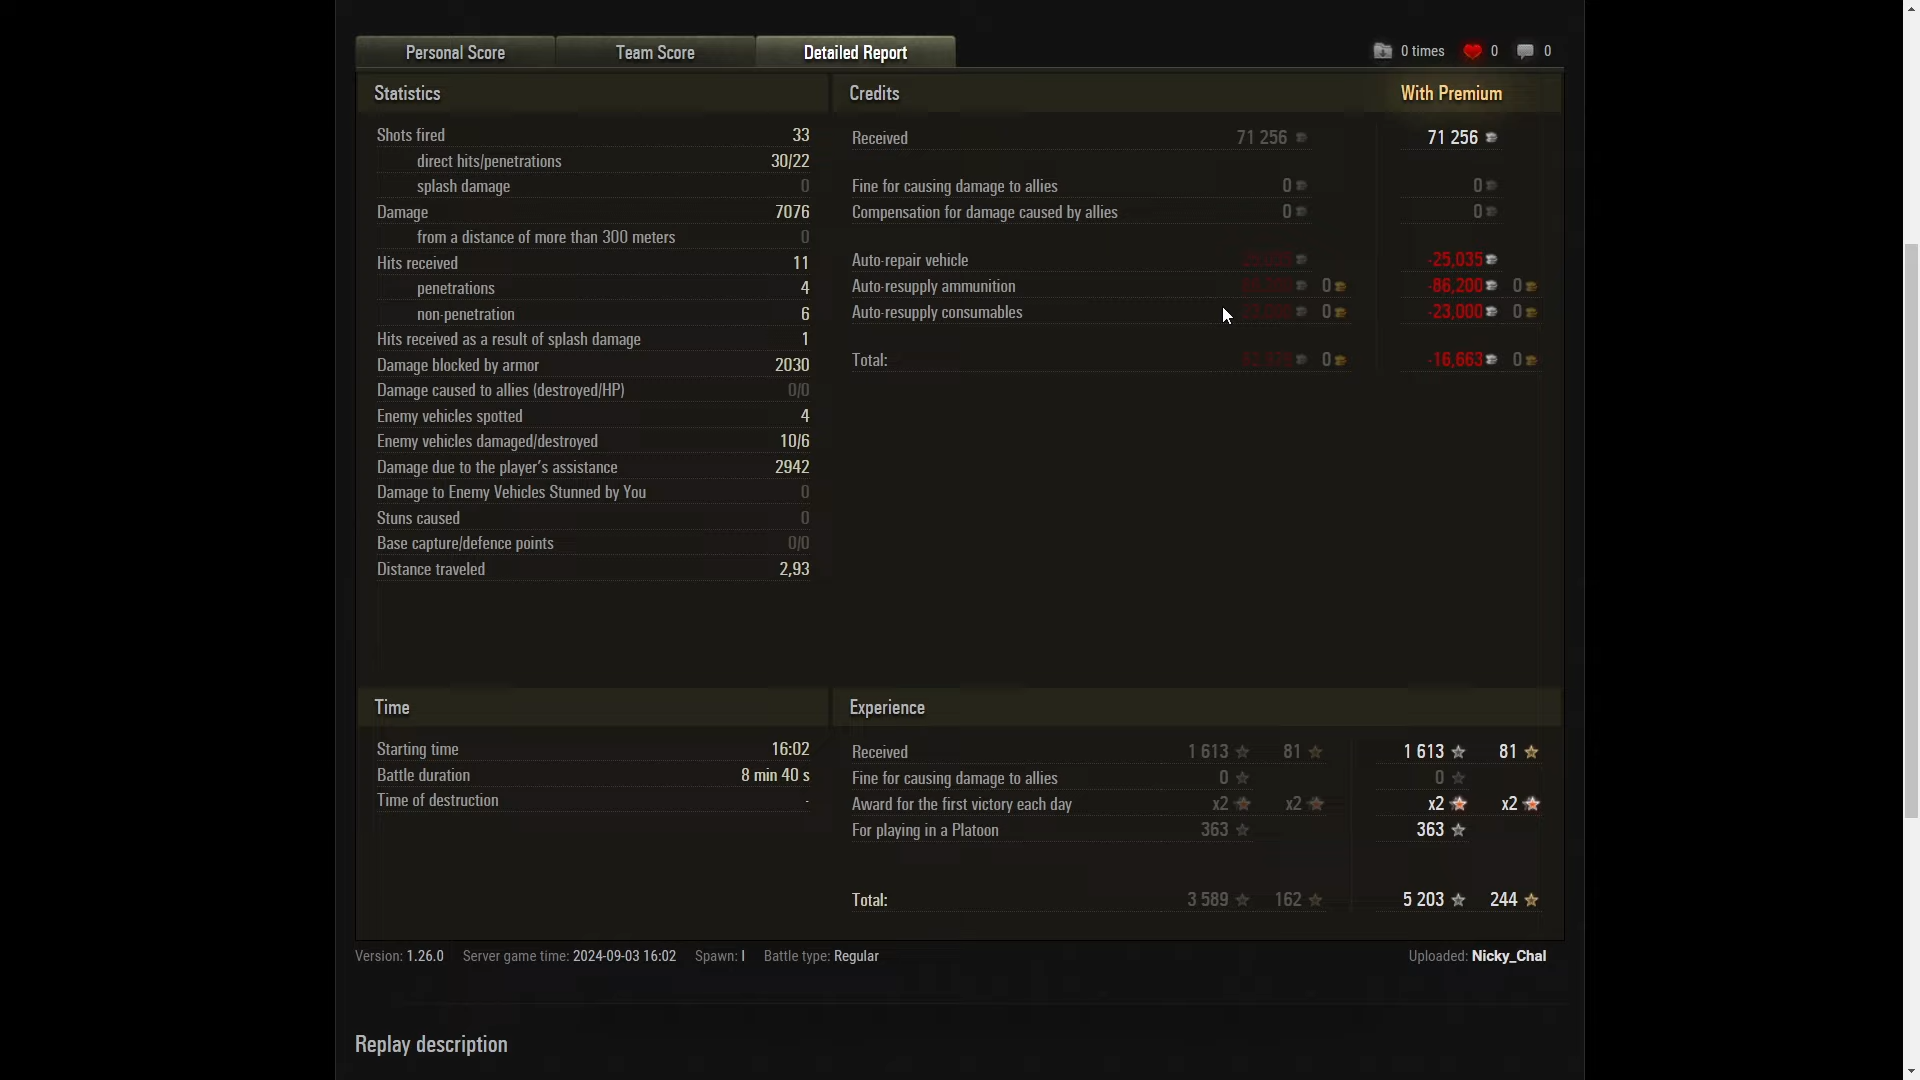 Personal Score Team Score Detailed Report 0 times 0 0
Statistics
Shots fired 33
direct hits/penetrations 30/22
splash damage 0
Damage 7076
from a distance of more than 300 meters 0
Hits received 11
penetrations 4
non-penetration 6
Hits received as a result of splash damage 1
Damage blocked by armor 2030
Damage caused to allies (destroyed/HP) 0/0
Enemy vehicles spotted 4
Enemy vehicles damaged/destroyed 10/6
Damage due to the player's assistance 2942
Damage to Enemy Vehicles Stunned by You 0
Stuns caused 0
Base capture/defence points 0/0
Distance traveled 2,93
Credits With Premium
Received 71 256 71 256
Fine for causing damage to allies 0 0
Compensation for damage caused by allies 0 0
Auto-repair vehicle -25,035
Auto-resupply ammunition 0 -86,200 0
Auto-resupply consumables 0 -23,000 0
Total: 0 -16,663 0
Time
Starting time 16:02
Battle duration 8 min 40 s
Time of destruction -
Experience
Received 1 613 81 1 613 81
Fine for causing damage to allies 0 0
Award for the first victory each day x2 x2 x2 x2
For playing in a Platoon 363 363
Total: 3 589 162 5 203 244
Version: 1.26.0 Server game time: 2024-09-03 16:02 Spawn: I Battle type: Regular Uploaded: Nicky_Chal
Replay description